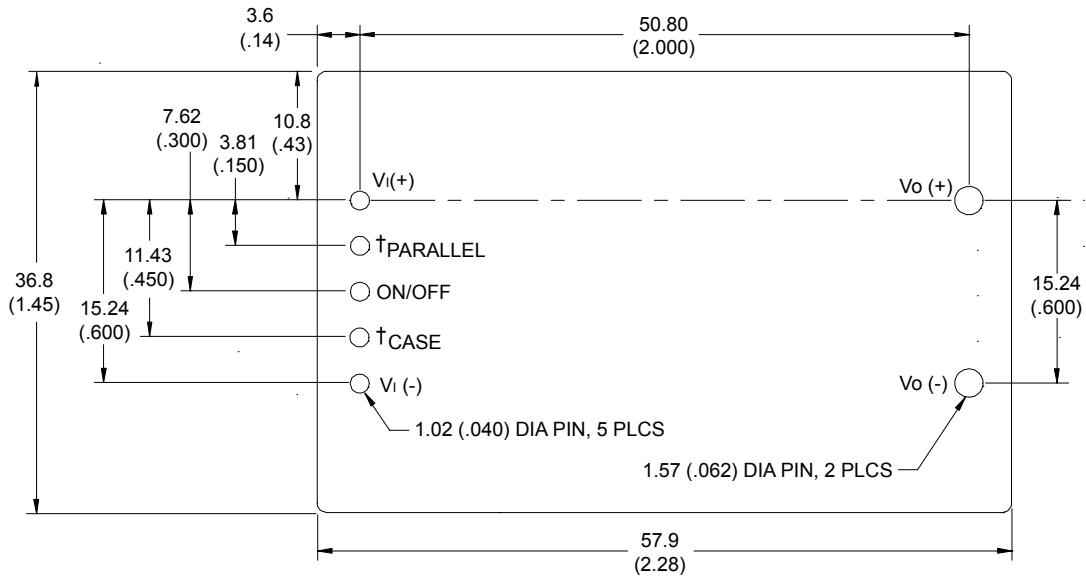 3.6
(.14)
50.80
(2.000)
7.62
(.300)
3.81
(.150)
10.8
(.43)
VI(+)
Vo (+)
†PARALLEL
11.43
(.450)
ON/OFF
36.8
(1.45)
15.24
(.600)
15.24
(.600)
†CASE
VI (-)
Vo (-)
1.02 (.040) DIA PIN, 5 PLCS
1.57 (.062) DIA PIN, 2 PLCS
57.9
(2.28)